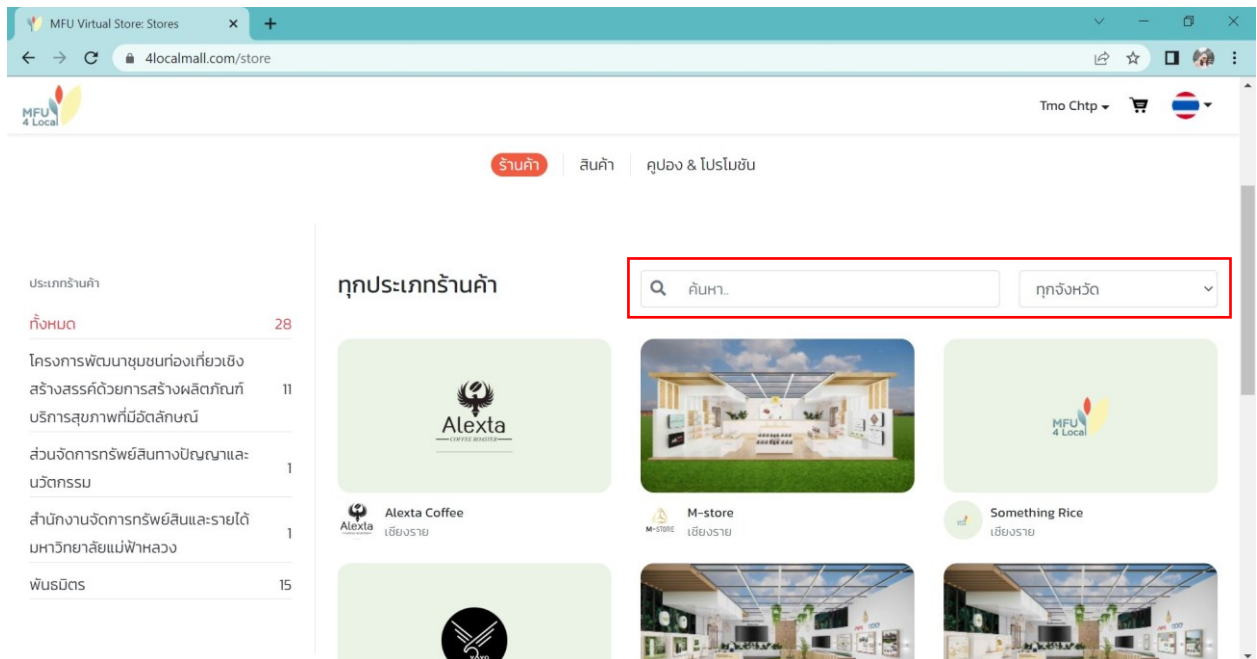 MFU Virtual Store: Stores
4localmall.com/store
MFU
4 Local
Tmo Chtp
ร้านค้า
สินค้า
คูปอง & โปรโมชัน
ประเภทร้านค้า
ทั้งหมด 28
โครงการพัฒนาชุมชนท่องเที่ยวเชิง
สร้างสรรค์ด้วยการสร้างผลิตภัณฑ์ 11
บริการสุขภาพที่มีอัตลักษณ์
ส่วนจัดการทรัพย์สินทางปัญญาและ 1
นวัตกรรม
สำนักงานจัดการทรัพย์สินและรายได้ 1
มหาวิทยาลัยแม่ฟ้าหลวง
พันธมิตร 15
ทุกประเภทร้านค้า
ค้นหา..
ทุกจังหวัด
Alexta
COFFEE ROASTER
MFU
4 Local
Alexta
Alexta Coffee
เชียงราย
M-STORE
M-store
เชียงราย
Something Rice
เชียงราย